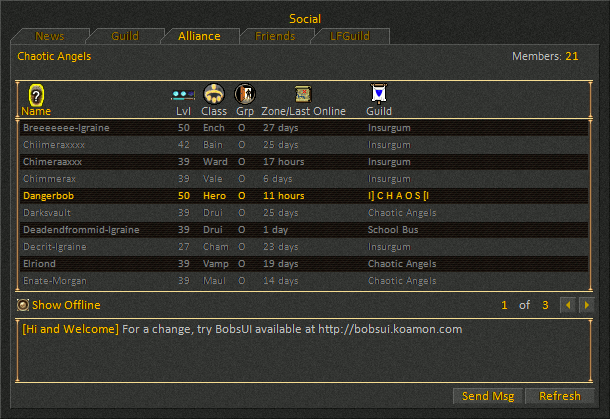 Social
News Guild Alliance Friends LFGuild
Chaotic Angels Members: 21
?
Name Lvl Class Grp Zone/Last Online Guild
Breeeeeee-Igraine 50 Ench O 27 days Insurgum
Chiimeraxxxx 42 Bain O 25 days Insurgum
Chimeraaxxx 39 Ward O 17 hours Insurgum
Chimmerax 39 Vale O 6 days Insurgum
Dangerbob 50 Hero O 11 hours I] C H A O S [I
Darksvault 39 Drui O 25 days Chaotic Angels
Deadendfrommid-Igraine 39 Drui O 1 day School Bus
Decrit-Igraine 27 Cham O 23 days Insurgum
Elriond 39 Vamp O 19 days Chaotic Angels
Enate-Morgan 39 Maul O 14 days Chaotic Angels
Show Offline 1 of 3
[Hi and Welcome] For a change, try BobsUI available at http://bobsui.koamon.com
Send Msg Refresh